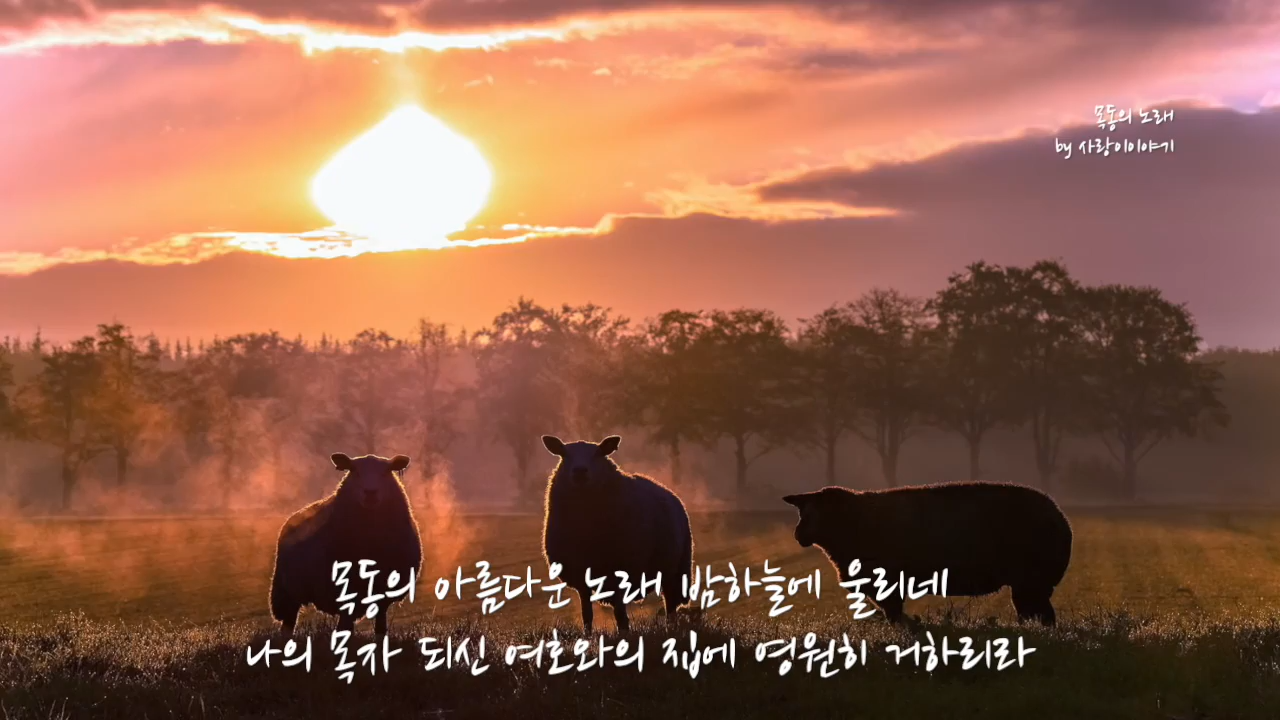 목동의 노래
by 사랑이이야기
목동의 아름다운 노래 밤하늘에 울리네
나의 목자 되신 여호와의 집에 영원히 거하리라